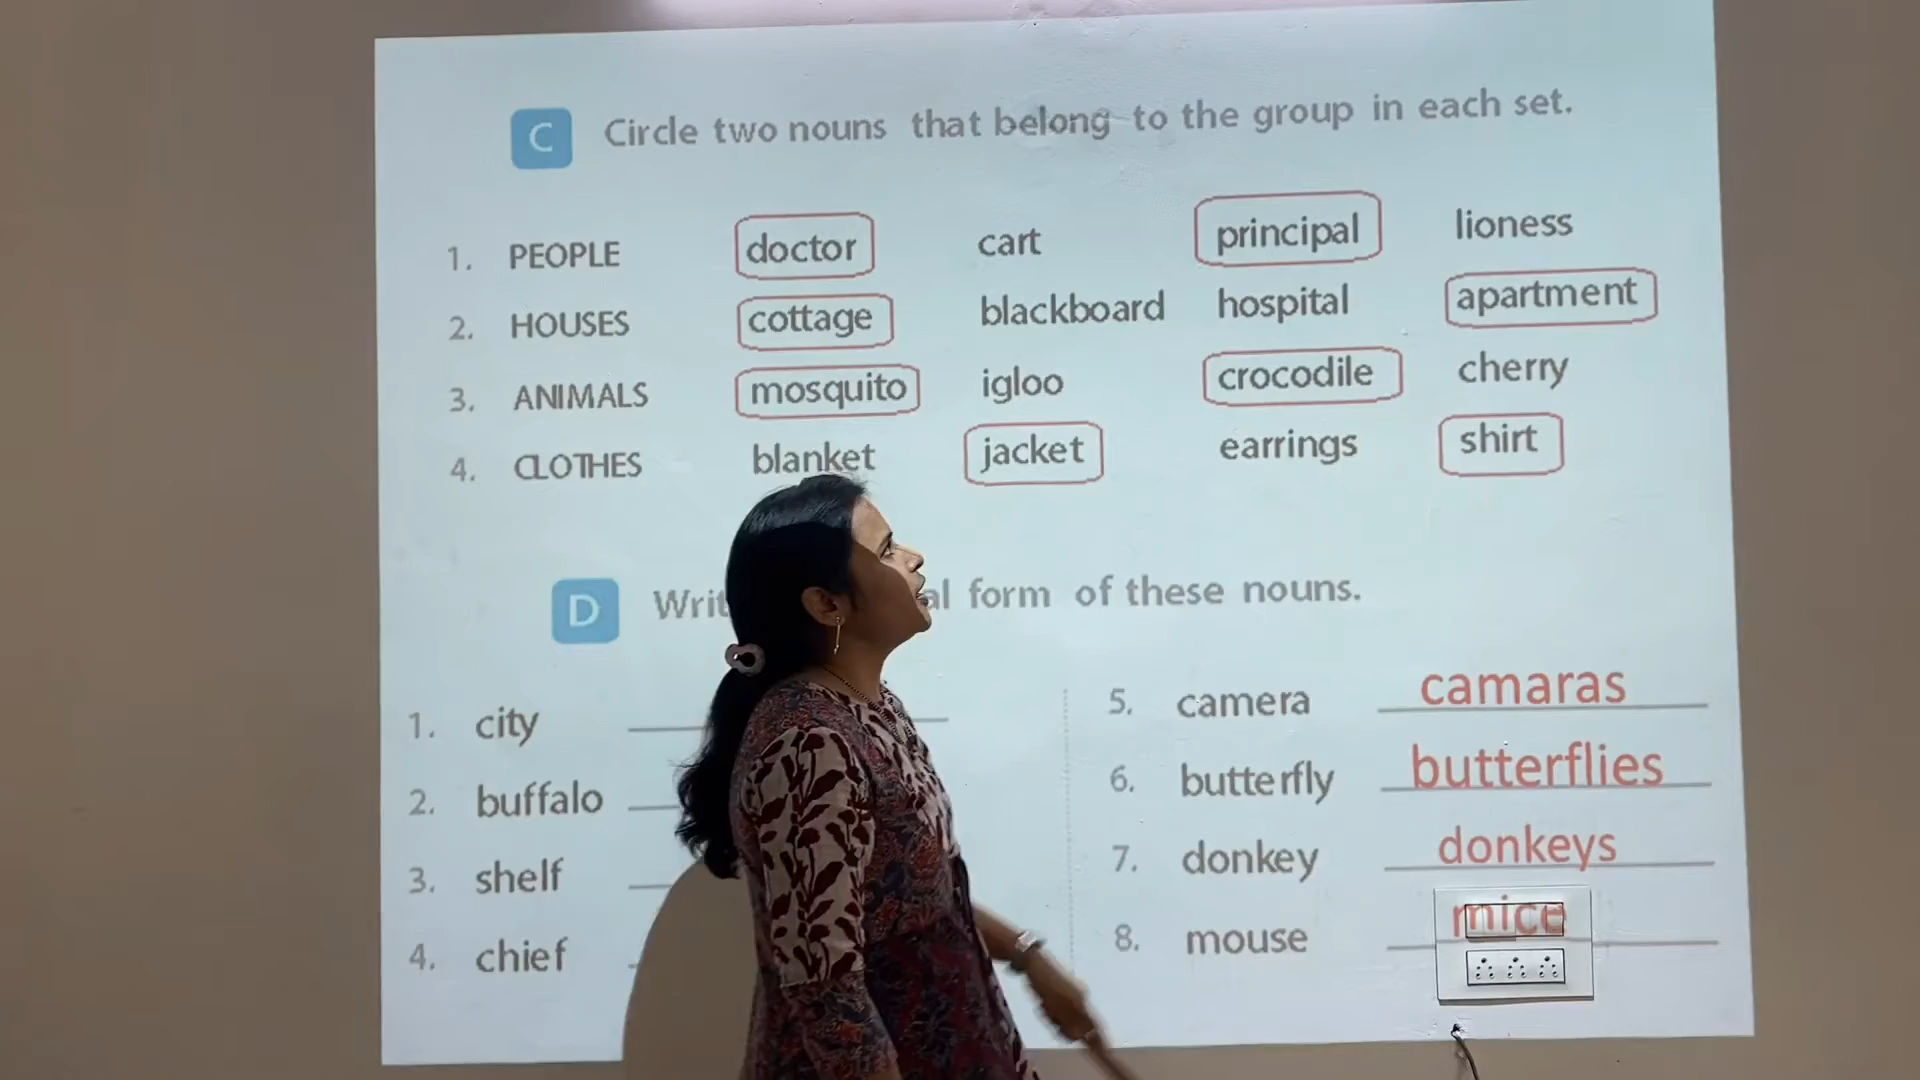 C Circle two nouns that belong to the group in each set.
1. PEOPLE doctor cart principal lioness
2. HOUSES cottage blackboard hospital apartment
3. ANIMALS mosquito igloo crocodile cherry
4. CLOTHES blanket jacket earrings shirt
D form of these nouns.
1. city
2. buffalo
3. shelf
4. chief
5. camera camaras
6. butterfly butterflies
7. donkey donkeys
8. mouse mice